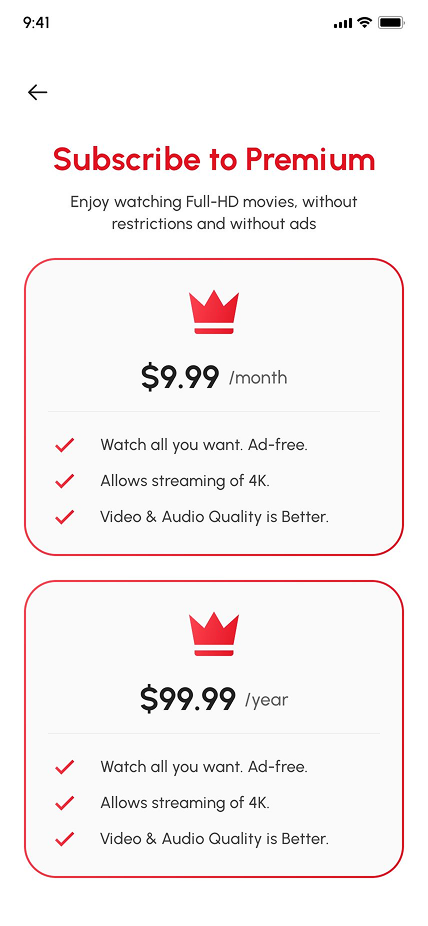 9:41
Subscribe to Premium
Enjoy watching Full-HD movies, without
restrictions and without ads
$9.99 /month
Watch all you want. Ad-free.
Allows streaming of 4K.
Video & Audio Quality is Better.
$99.99 /year
Watch all you want. Ad-free.
Allows streaming of 4K.
Video & Audio Quality is Better.